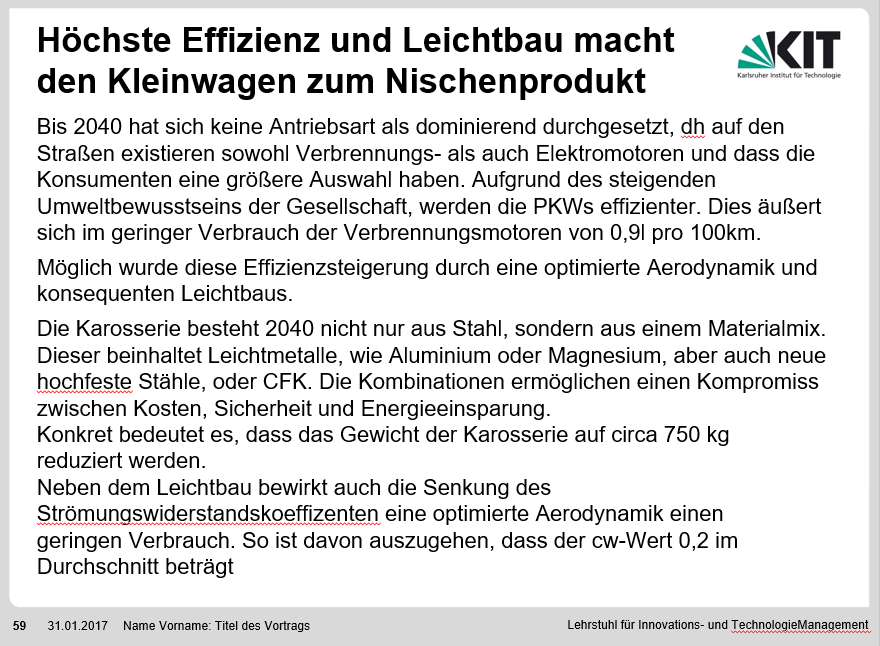 Höchste Effizienz und Leichtbau macht
den Kleinwagen zum Nischenprodukt
KIT
Karlsruher Institut für Technologie
Bis 2040 hat sich keine Antriebsart als dominierend durchgesetzt, dh auf den
Straßen existieren sowohl Verbrennungs- als auch Elektromotoren und dass die
Konsumenten eine größere Auswahl haben. Aufgrund des steigenden
Umweltbewusstseins der Gesellschaft, werden die PKWs effizienter. Dies äußert
sich im geringer Verbrauch der Verbrennungsmotoren von 0,9l pro 100km.
Möglich wurde diese Effizienzsteigerung durch eine optimierte Aerodynamik und
konsequenten Leichtbaus.
Die Karosserie besteht 2040 nicht nur aus Stahl, sondern aus einem Materialmix.
Dieser beinhaltet Leichtmetalle, wie Aluminium oder Magnesium, aber auch neue
hochfeste Stähle, oder CFK. Die Kombinationen ermöglichen einen Kompromiss
zwischen Kosten, Sicherheit und Energieeinsparung.
Konkret bedeutet es, dass das Gewicht der Karosserie auf circa 750 kg
reduziert werden.
Neben dem Leichtbau bewirkt auch die Senkung des
Strömungswiderstandskoeffizenten eine optimierte Aerodynamik einen
geringen Verbrauch. So ist davon auszugehen, dass der cw-Wert 0,2 im
Durchschnitt beträgt
59 31.01.2017 Name Vorname: Titel des Vortrags Lehrstuhl für Innovations- und TechnologieManagement